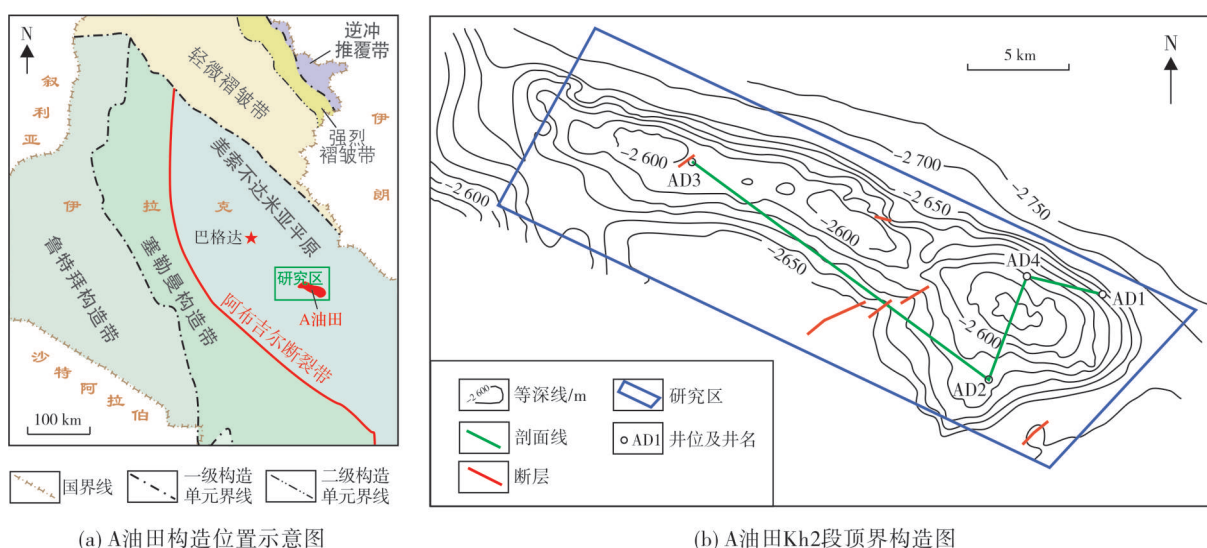 N
逆冲
推覆带
轻微褶皱带
强烈
褶皱带
叙利亚
伊朗
伊拉克
美索不达米亚平原
巴格达
研究区
A油田
鲁特拜构造带
塞勒曼构造带
阿布吉尔断裂带
沙特阿拉伯
100 km
国界线
一级构造
单元界线
二级构造
单元界线
(a) A油田构造位置示意图
N
5 km
-2 600
AD3
-2 700
-2 650
-2 750
-2 600
-2600
-2650
AD4
AD1
-2 600
AD2
-2 600
等深线/m
研究区
剖面线
AD1
井位及井名
断层
(b) A油田Kh2段顶界构造图